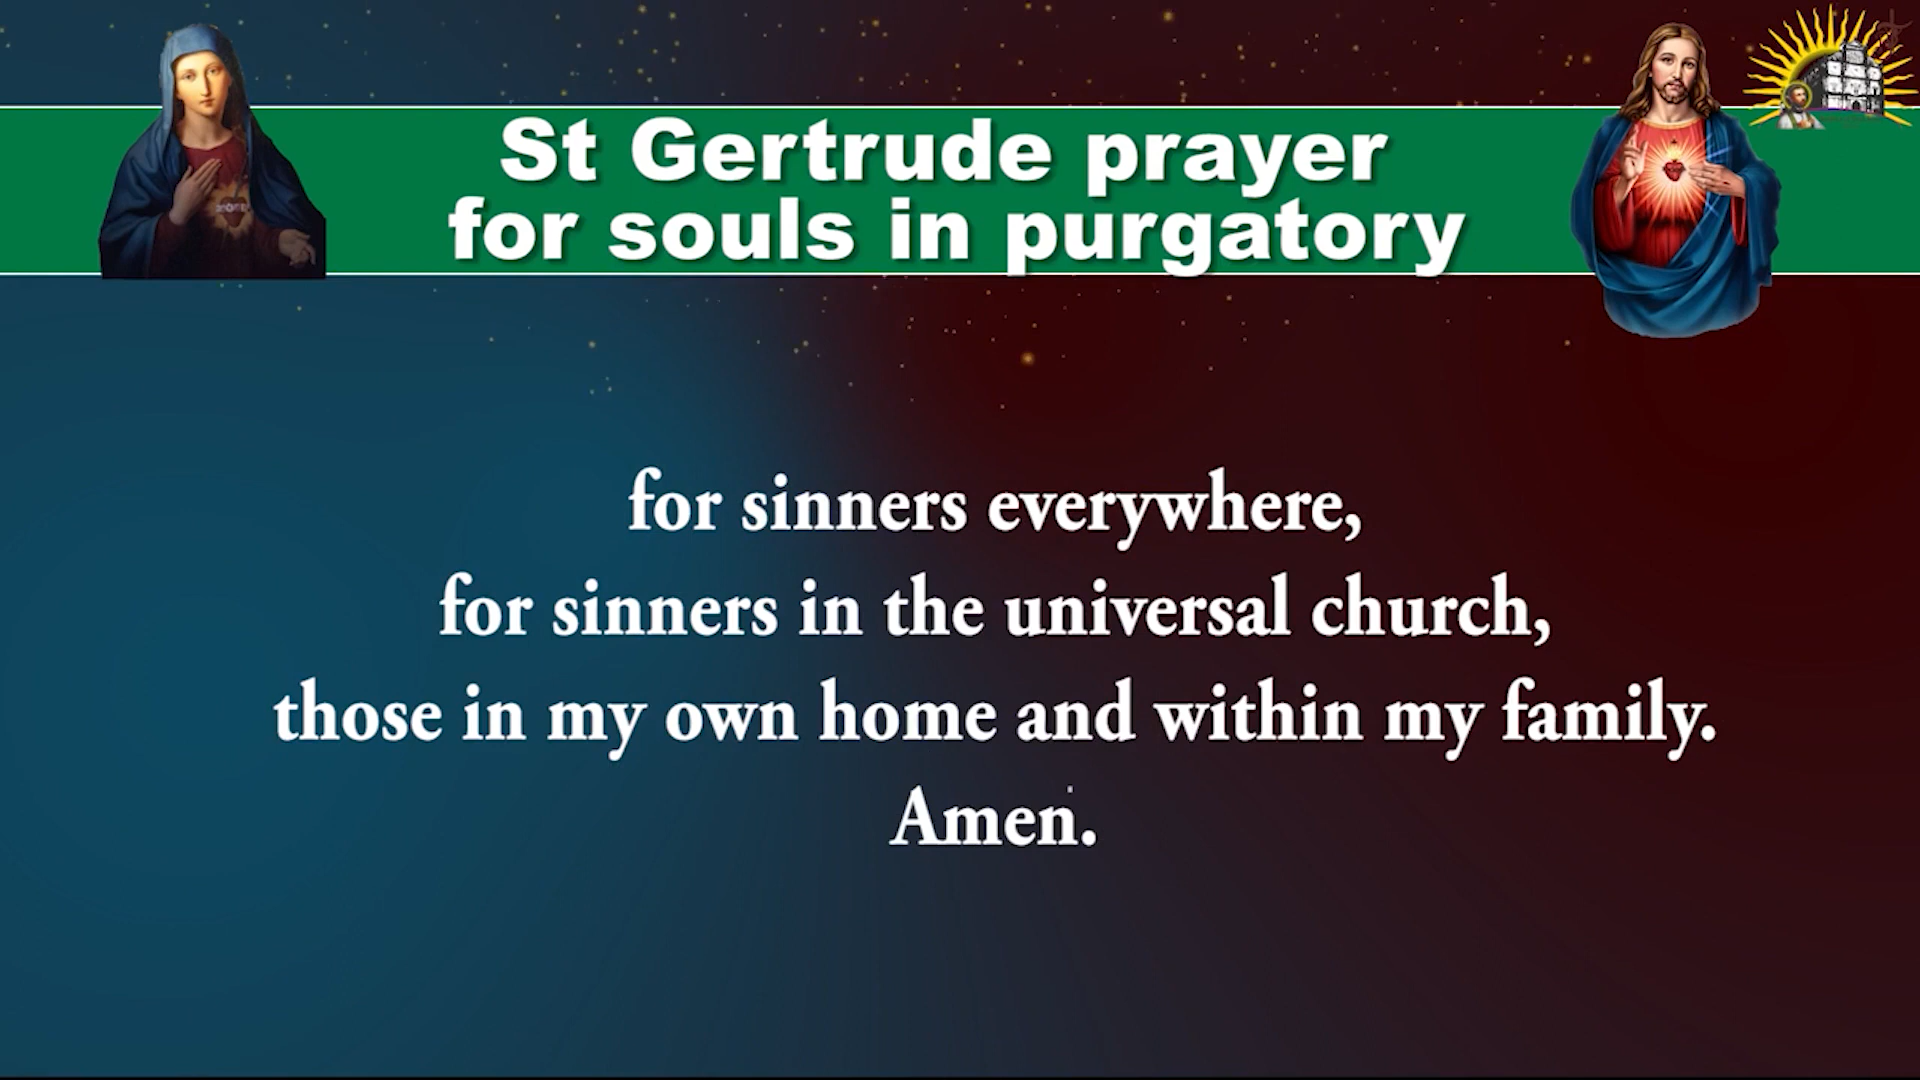 St Gertrude prayer
for souls in purgatory
for sinners everywhere,
for sinners in the universal church,
those in my own home and within my family.
Amen.